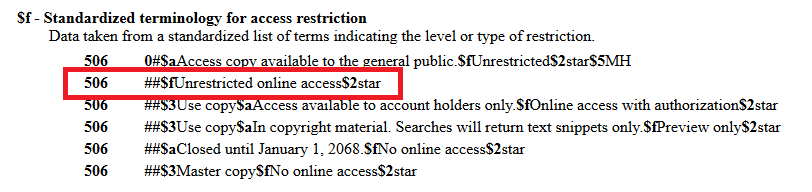 $f - Standardized terminology for access restriction
Data taken from a standardized list of terms indicating the level or type of restriction.
506 0#$aAccess copy available to the general public.$fUnrestricted$2star$5MH
506 ##$fUnrestricted online access$2star
506 ##$3Use copy$aAccess available to account holders only.$fOnline access with authorization$2star
506 ##$3Use copy$aIn copyright material. Searches will return text snippets only.$fPreview only$2star
506 ##$aClosed until January 1, 2068.$fNo online access$2star
506 ##$3Master copy$fNo online access$2star